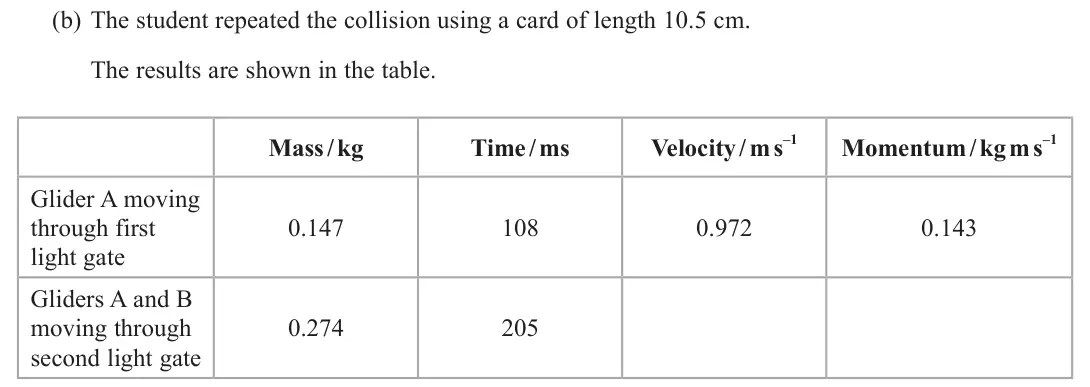 (b) The student repeated the collision using a card of length 10.5 cm.
The results are shown in the table.
Mass / kg
Time / ms
Velocity / m s⁻¹
Momentum / kg m s⁻¹
Glider A moving
through first
light gate
0.147
108
0.972
0.143
Gliders A and B
moving through
second light gate
0.274
205